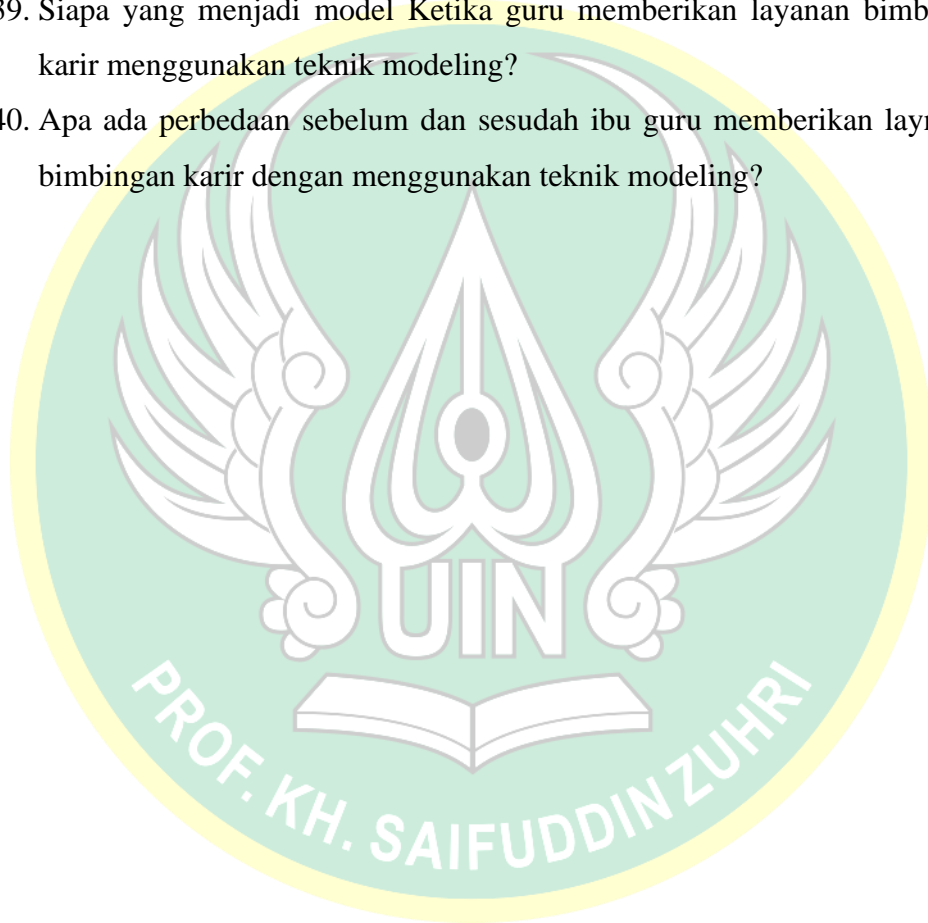 39. Siapa yang menjadi model Ketika guru memberikan layanan bimb
karir menggunakan teknik modeling?
40. Apa ada perbedaan sebelum dan sesudah ibu guru memberikan layn
bimbingan karir dengan menggunakan teknik modeling?
UIN
PROF. KH. SAIFUDDIN ZUHRI